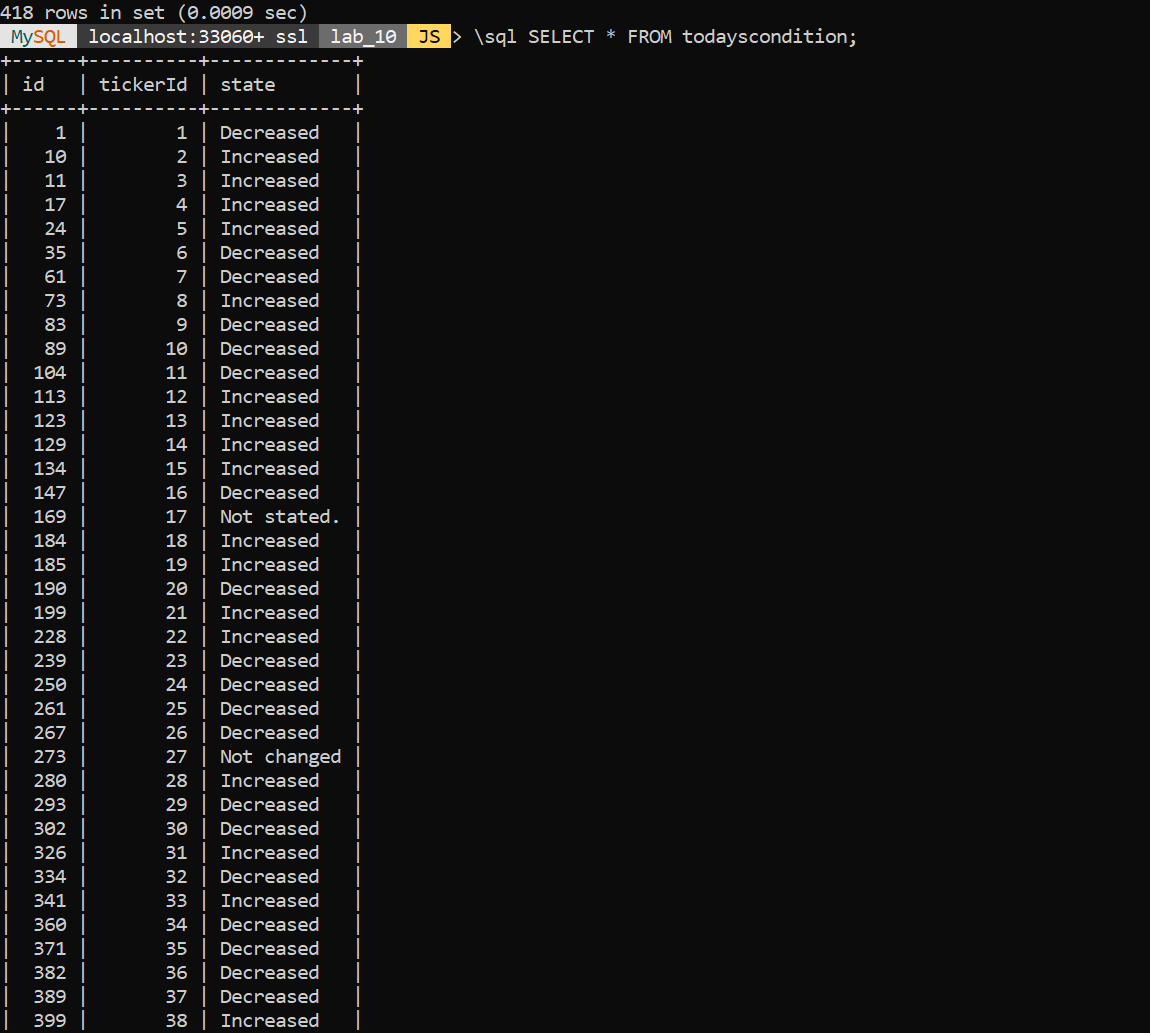 418 rows in set (0.0009 sec)
MySQL localhost:33060+ ssl lab_10 JS> \sql SELECT * FROM todayscondition;
+------+----------+-------------+
| id   | tickerId | state       |
+------+----------+-------------+
|    1 |        1 | Decreased   |
|   10 |        2 | Increased   |
|   11 |        3 | Increased   |
|   17 |        4 | Increased   |
|   24 |        5 | Increased   |
|   35 |        6 | Decreased   |
|   61 |        7 | Decreased   |
|   73 |        8 | Increased   |
|   83 |        9 | Decreased   |
|   89 |       10 | Decreased   |
|  104 |       11 | Decreased   |
|  113 |       12 | Increased   |
|  123 |       13 | Increased   |
|  129 |       14 | Increased   |
|  134 |       15 | Increased   |
|  147 |       16 | Decreased   |
|  169 |       17 | Not stated. |
|  184 |       18 | Increased   |
|  185 |       19 | Increased   |
|  190 |       20 | Decreased   |
|  199 |       21 | Increased   |
|  228 |       22 | Increased   |
|  239 |       23 | Decreased   |
|  250 |       24 | Decreased   |
|  261 |       25 | Decreased   |
|  267 |       26 | Decreased   |
|  273 |       27 | Not changed |
|  280 |       28 | Increased   |
|  293 |       29 | Decreased   |
|  302 |       30 | Decreased   |
|  326 |       31 | Increased   |
|  334 |       32 | Decreased   |
|  341 |       33 | Increased   |
|  360 |       34 | Decreased   |
|  371 |       35 | Decreased   |
|  382 |       36 | Decreased   |
|  389 |       37 | Decreased   |
|  399 |       38 | Increased   |